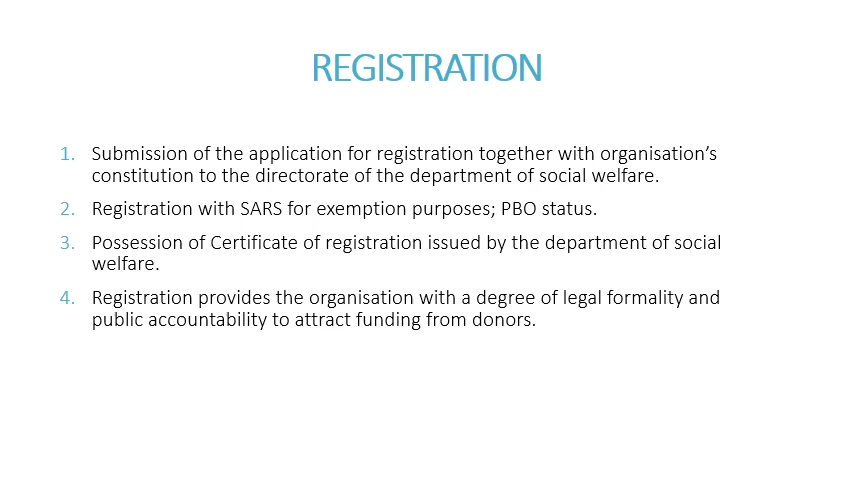 REGISTRATION
1. Submission of the application for registration together with organisation’s
constitution to the directorate of the department of social welfare.
2. Registration with SARS for exemption purposes; PBO status.
3. Possession of Certificate of registration issued by the department of social
welfare.
4. Registration provides the organisation with a degree of legal formality and
public accountability to attract funding from donors.